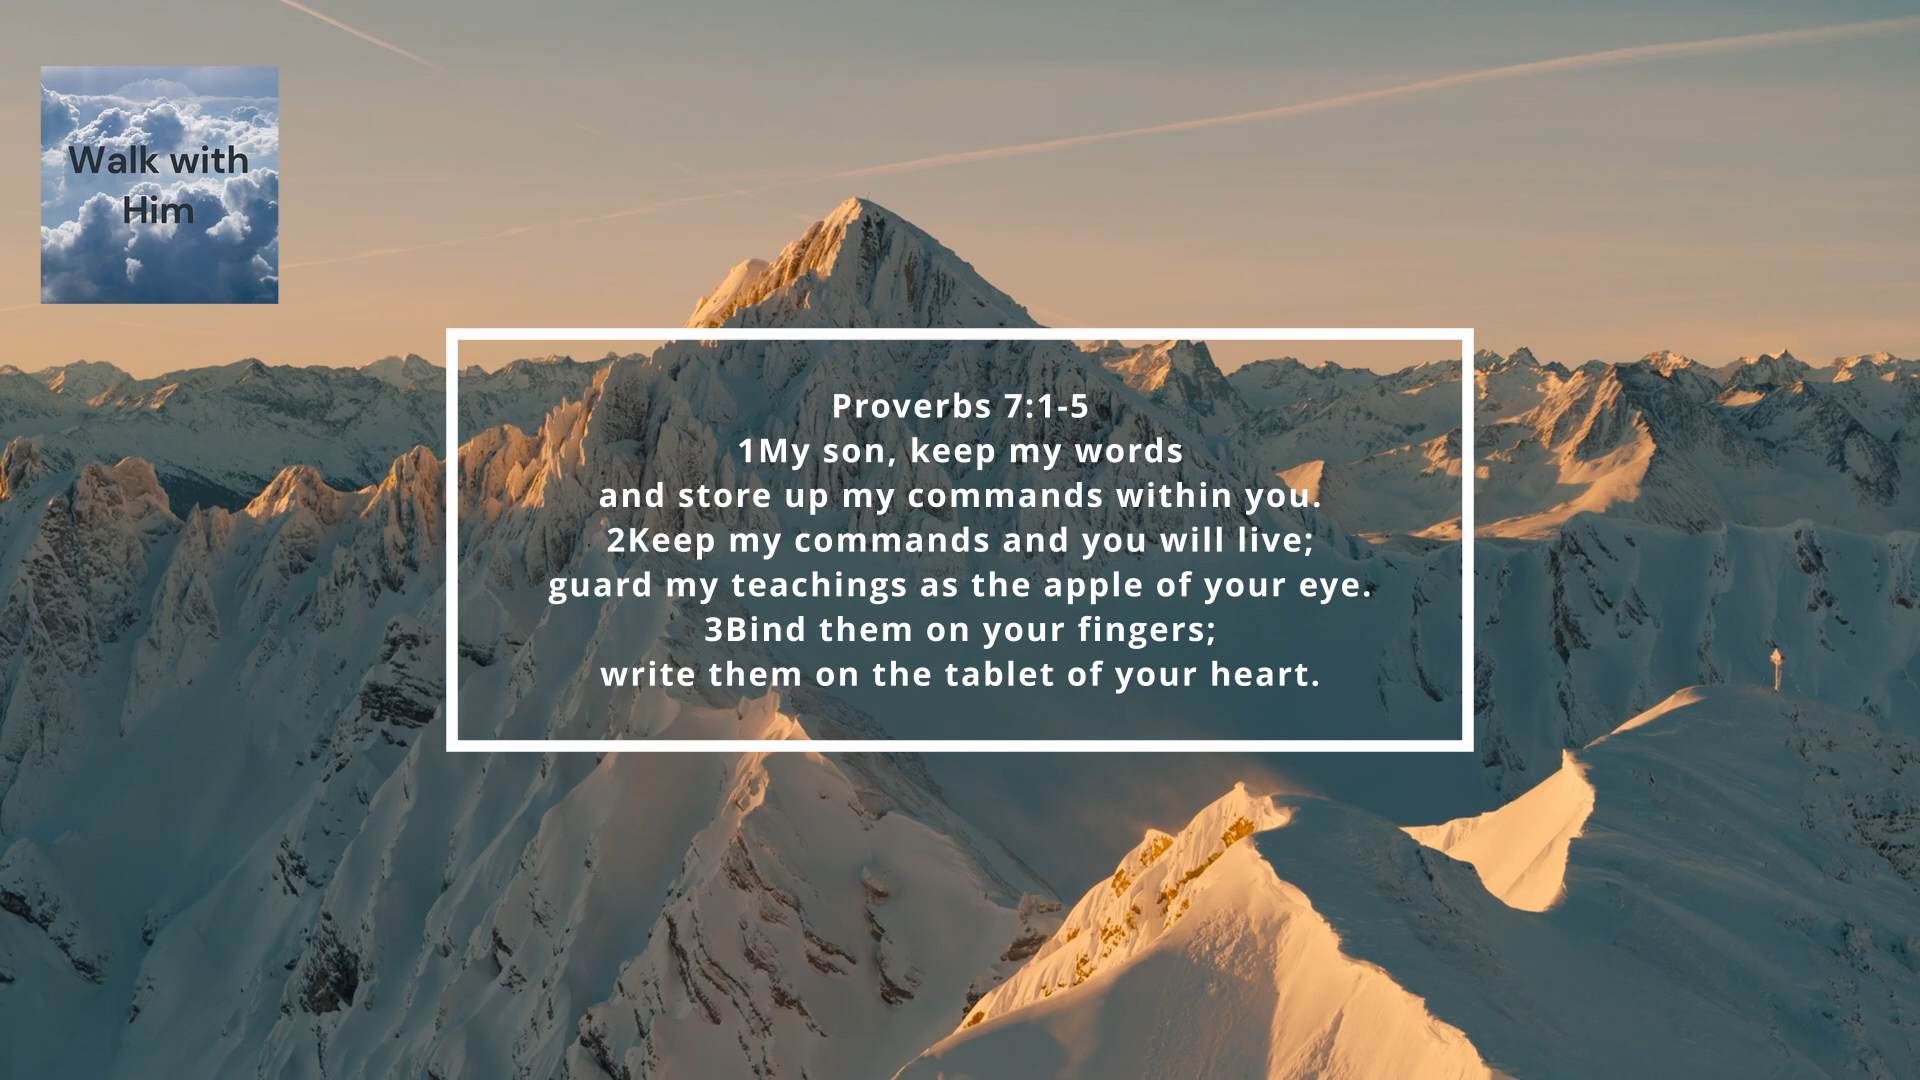 Walk with
Him
Proverbs 7:1-5
1My son, keep my words
and store up my commands within you.
2Keep my commands and you will live;
guard my teachings as the apple of your eye.
3Bind them on your fingers;
write them on the tablet of your heart.